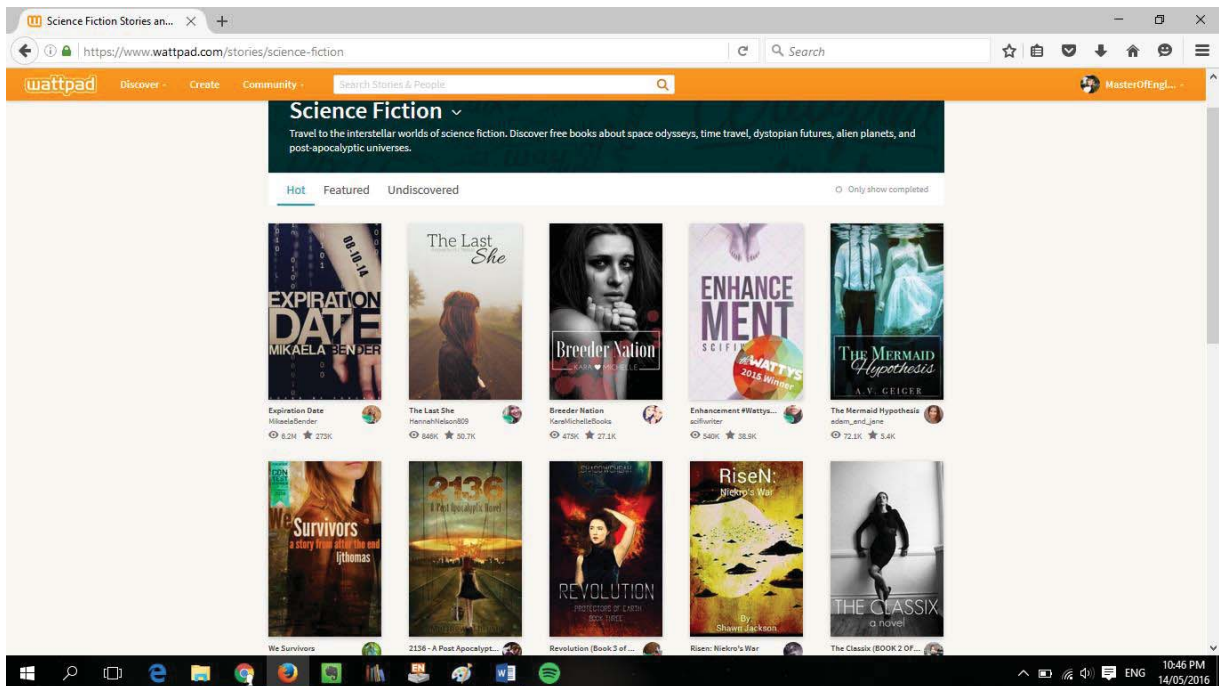 Science Fiction Stories an...
https://www.wattpad.com/stories/science-fiction
Search
wattpad
Discover
Create
Community
Search Stories & People
MasterOfEngl...
Science Fiction
Travel to the interstellar worlds of science fiction. Discover free books about space odysseys, time travel, dystopian futures, alien planets, and
post-apocalyptic universes.
Hot Featured Undiscovered
Only show completed
08-10-14
EXPIRATION
DATE
MIKAELA BENDER
The Last
She
Breeder Nation
KARA MICHELLE
ENHANCE
MENT
WATTYS
2015 Winner
THE MERMAID
Hypothesis
A.V. GEIGER
Expiration Date
MikaelaBender
8.2M 273K
The Last She
HannahNelson809
846K 50.7K
Breeder Nation
KaraMichelleBooks
475K 27.1K
Enhancement #Wattys...
scifiwriter
540K 38.9K
The Mermaid Hypothesis
adam_and_jane
72.1K 5.4K
We
Survivors
a story from after the end
ljthomas
2136
A Post Apocalyptic Novel
REVOLUTION
PROTECTORS OF EARTH
BOOK THREE
RiseN:
Niekro's War
By:
Shawn Jackson
THE CLASSIX
a novel
We Survivors
2136 - A Post Apocalypt...
Revolution (Book 3 of ...
Risen: Niekro's War
The Classix (BOOK 2 OF...
ENG
10:46 PM
14/05/2016